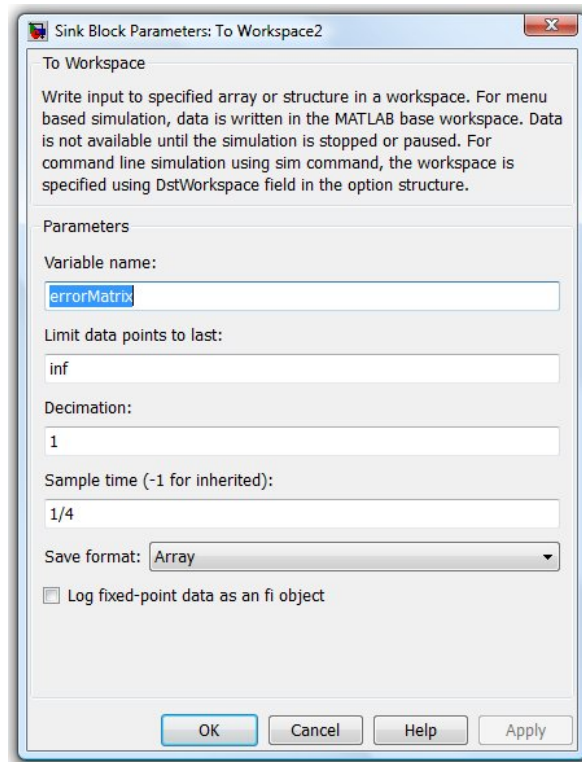 Sink Block Parameters: To Workspace2
To Workspace
Write input to specified array or structure in a workspace. For menu
based simulation, data is written in the MATLAB base workspace. Data
is not available until the simulation is stopped or paused. For
command line simulation using sim command, the workspace is
specified using DstWorkspace field in the option structure.
Parameters
Variable name:
errorMatrix
Limit data points to last:
inf
Decimation:
1
Sample time (-1 for inherited):
1/4
Save format: Array
Log fixed-point data as an fi object
OK Cancel Help Apply